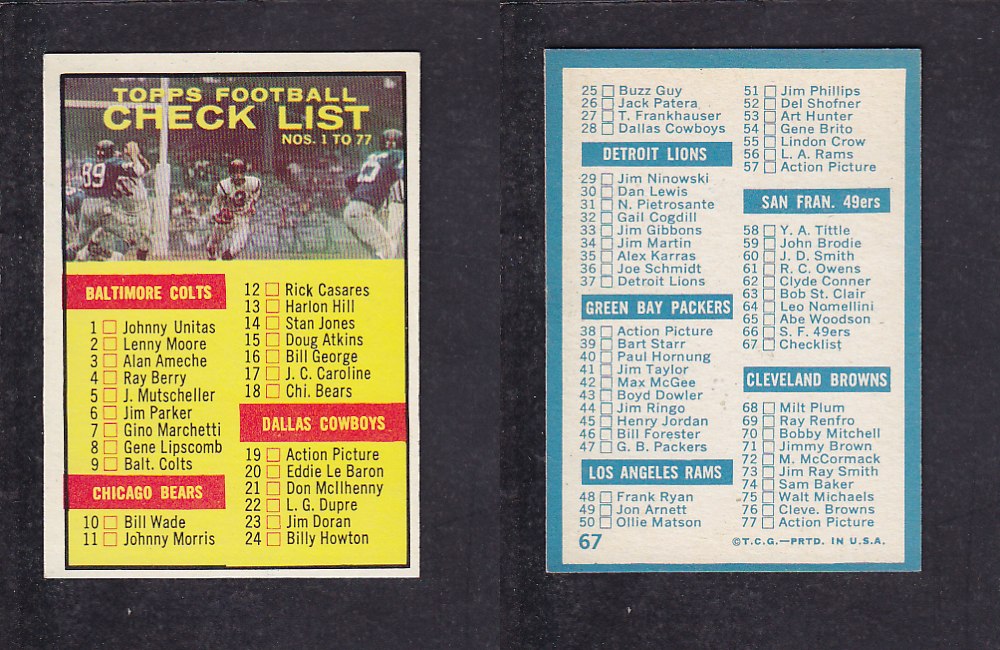 TOPPS FOOTBALL
CHECK LIST
NOS. 1 TO 77
89
25
BALTIMORE COLTS
1 Johnny Unitas
2 Lenny Moore
3 Alan Ameche
4 Ray Berry
5 J. Mutscheller
6 Jim Parker
7 Gino Marchetti
8 Gene Lipscomb
9 Balt. Colts
CHICAGO BEARS
10 Bill Wade
11 Johnny Morris
12 Rick Casares
13 Harlon Hill
14 Stan Jones
15 Doug Atkins
16 Bill George
17 J. C. Caroline
18 Chi. Bears
DALLAS COWBOYS
19 Action Picture
20 Eddie Le Baron
21 Don McIlhenny
22 L. G. Dupre
23 Jim Doran
24 Billy Howton
25 Buzz Guy
26 Jack Patera
27 T. Frankhauser
28 Dallas Cowboys
DETROIT LIONS
29 Jim Ninowski
30 Dan Lewis
31 N. Pietrosante
32 Gail Cogdill
33 Jim Gibbons
34 Jim Martin
35 Alex Karras
36 Joe Schmidt
37 Detroit Lions
GREEN BAY PACKERS
38 Action Picture
39 Bart Starr
40 Paul Hornung
41 Jim Taylor
42 Max McGee
43 Boyd Dowler
44 Jim Ringo
45 Henry Jordan
46 Bill Forester
47 G. B. Packers
LOS ANGELES RAMS
48 Frank Ryan
49 Jon Arnett
50 Ollie Matson
67
51 Jim Phillips
52 Del Shofner
53 Art Hunter
54 Gene Brito
55 Lindon Crow
56 L. A. Rams
57 Action Picture
SAN FRAN. 49ers
58 Y. A. Tittle
59 John Brodie
60 J. D. Smith
61 R. C. Owens
62 Clyde Conner
63 Bob St. Clair
64 Leo Nomellini
65 Abe Woodson
66 S. F. 49ers
67 Checklist
CLEVELAND BROWNS
68 Milt Plum
69 Ray Renfro
70 Bobby Mitchell
71 Jimmy Brown
72 M. McCormack
73 Jim Ray Smith
74 Sam Baker
75 Walt Michaels
76 Cleve. Browns
77 Action Picture
©T.C.G.—PRTD. IN U.S.A.